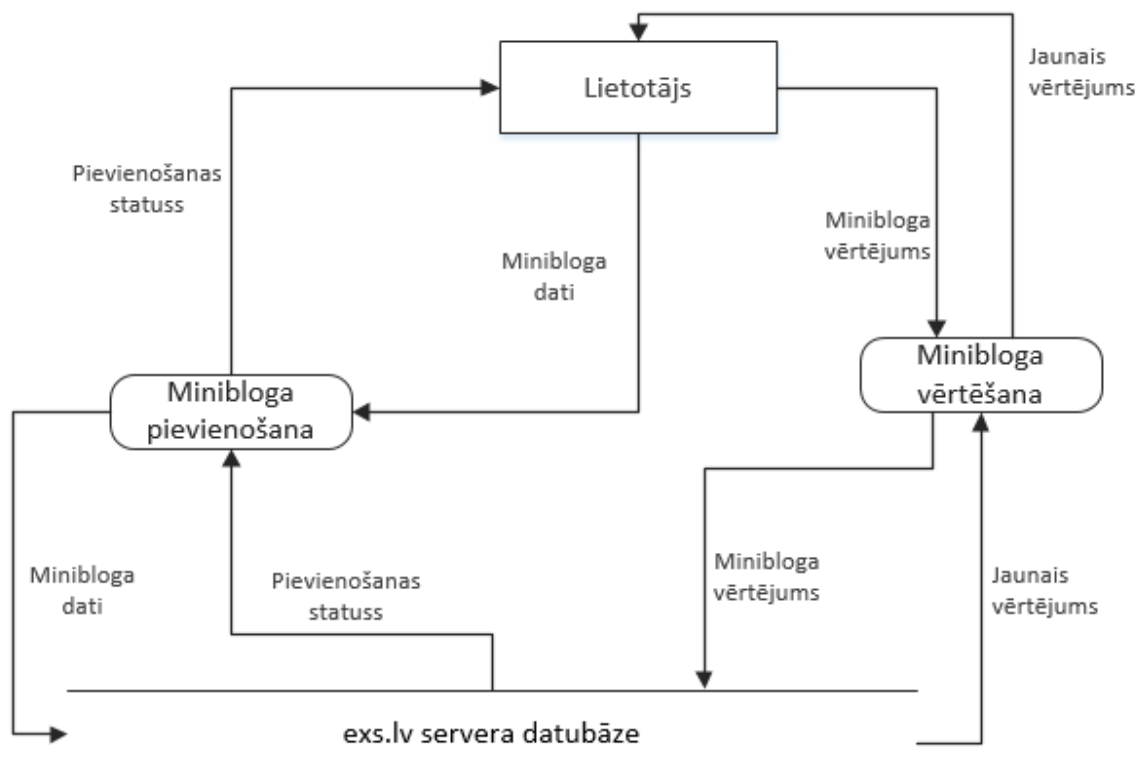 Lietotājs
Jaunais
vērtējums
Pievienošanas
statuss
Minibloga
vērtējums
Minibloga
dati
Minibloga
vērtēšana
Minibloga
pievienošana
Minibloga
vērtējums
Minibloga
dati
Pievienošanas
statuss
Jaunais
vērtējums
exs.lv servera datubāze